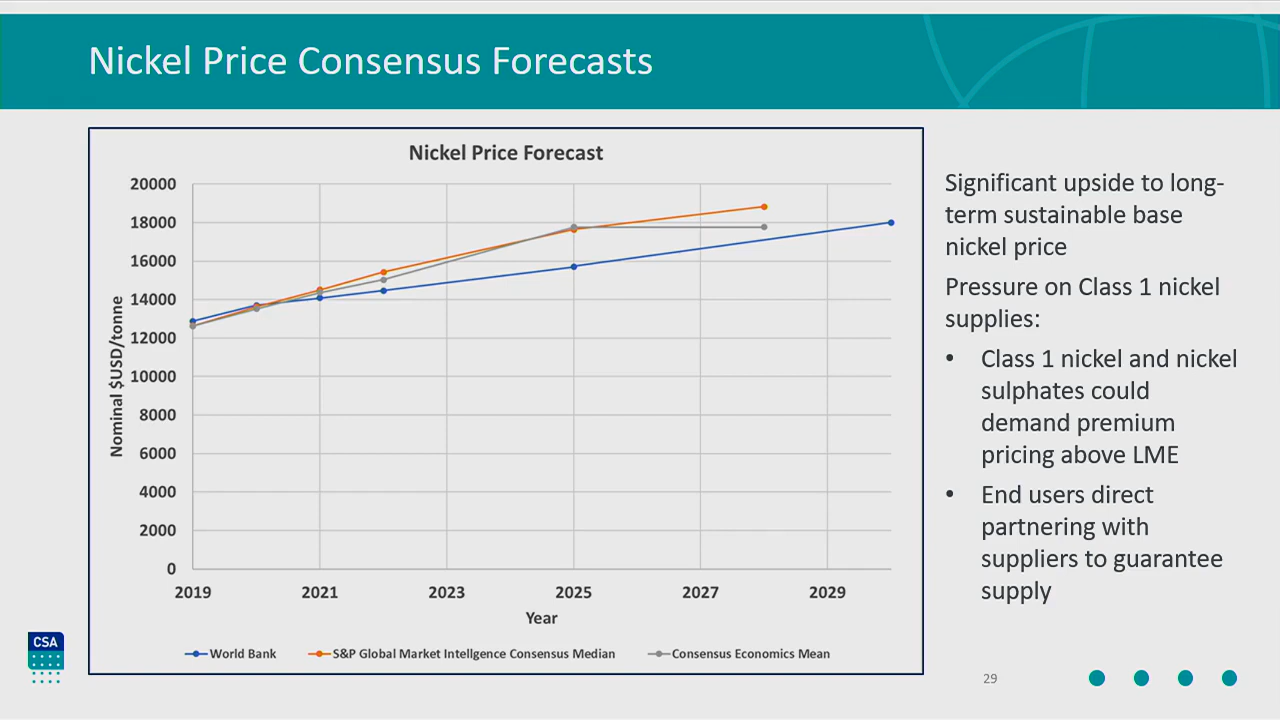 Nickel Price Consensus Forecasts
Nickel Price Forecast
20000
18000
16000
14000
12000
10000
8000
6000
4000
2000
0
Nominal $USD/tonne
2019 2021 2023 2025 2027 2029
Year
World Bank S&P Global Market Intellgence Consensus Median Consensus Economics Mean
Significant upside to long-
term sustainable base
nickel price
Pressure on Class 1 nickel
supplies:
• Class 1 nickel and nickel
sulphates could
demand premium
pricing above LME
• End users direct
partnering with
suppliers to guarantee
supply
CSA
29